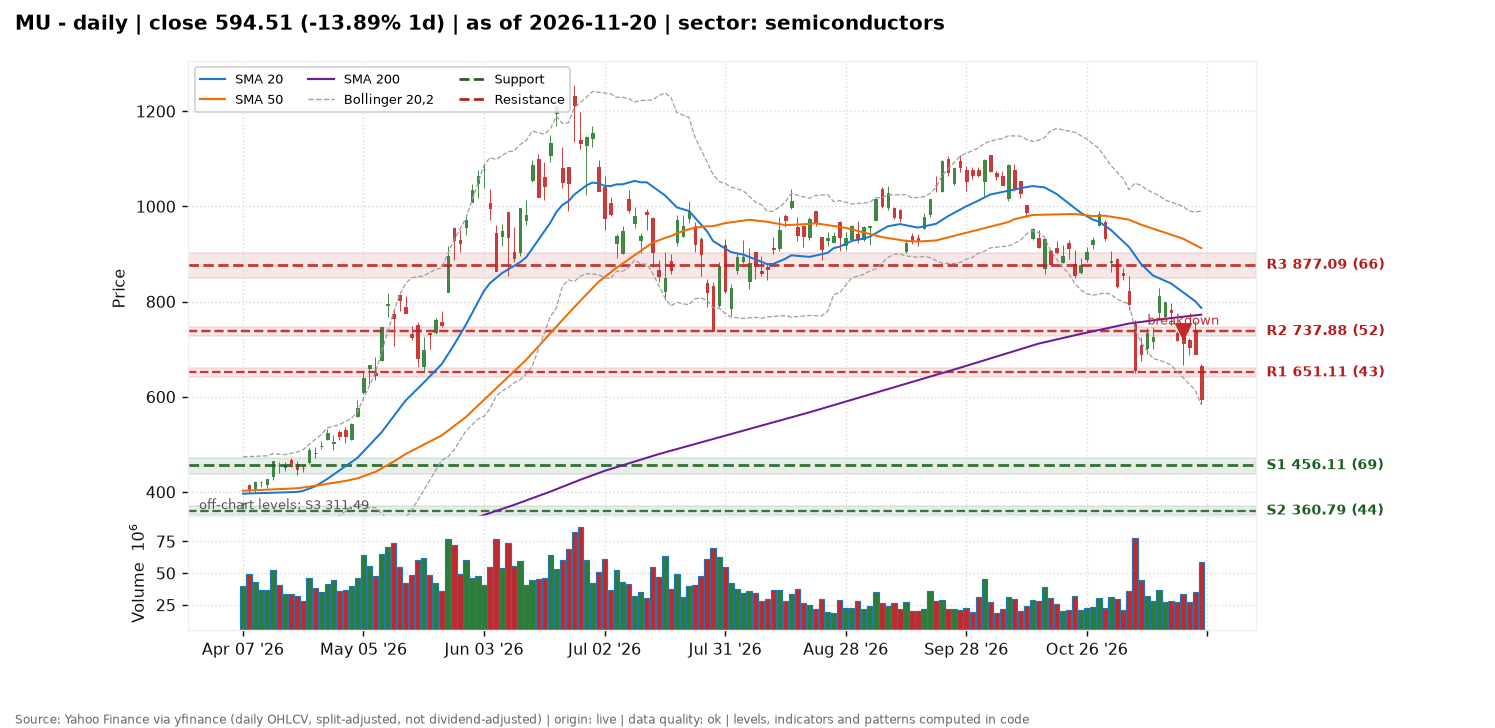 MU - daily | close 594.51 (-13.89% 1d) | as of 2026-11-20 | sector: semiconductors
SMA 20
SMA 50
SMA 200
Bollinger 20,2
Support
Resistance
Price
1200
1000
800
600
400
breakdown
R3 877.09 (66)
R2 737.88 (52)
R1 651.11 (43)
S1 456.11 (69)
S2 360.79 (44)
off-chart levels: S3 311.49
Volume 10⁶
75
50
25
Apr 07 '26
May 05 '26
Jun 03 '26
Jul 02 '26
Jul 31 '26
Aug 28 '26
Sep 28 '26
Oct 26 '26
Source: Yahoo Finance via yfinance (daily OHLCV, split-adjusted, not dividend-adjusted) | origin: live | data quality: ok | levels, indicators and patterns computed in code